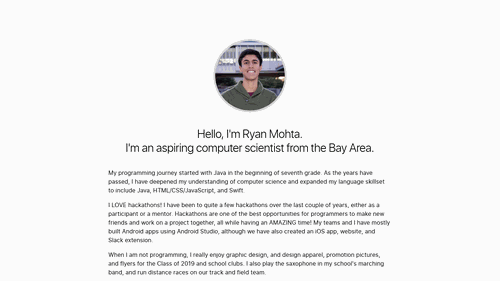 Hello, I'm Ryan Mohta.
I'm an aspiring computer scientist from the Bay Area.
My programming journey started with Java in the beginning of seventh grade. As the years have
passed, I have deepened my understanding of computer science and expanded my language skillset
to include Java, HTML/CSS/JavaScript, and Swift.
I LOVE hackathons! I have been to quite a few hackathons over the last couple of years, either as a
participant or a mentor. Hackathons are one of the best opportunities for programmers to make new
friends and work on a project together, all while having an AMAZING time! My teams and I have mostly
built Android apps using Android Studio, although we have also created an iOS app, website, and
Slack extension.
When I am not programming, I really enjoy graphic design, and design apparel, promotion pictures,
and flyers for the Class of 2019 and school clubs. I also play the saxophone in my school's marching
band, and run distance races on our track and field team.